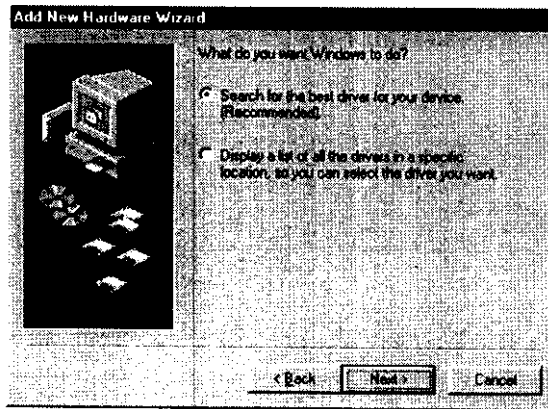 Add New Hardware Wizard
What do you want Windows to do?
Search for the best driver for your device.
(Recommended).
Display a list of all the drivers in a specific
location, so you can select the driver you want.
< Back
Next >
Cancel